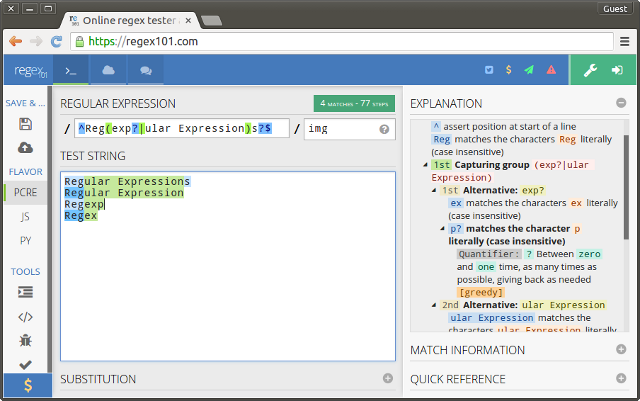 Guest
Online regex tester
https://regex101.com
regex101
REGULAR EXPRESSION
4 MATCHES - 77 STEPS
/ ^Reg(exp?|ular Expression)s?$ / img
TEST STRING
Regular Expressions
Regular Expression
Regexp
Regex
SUBSTITUTION
SAVE & ...
FLAVOR
PCRE
JS
PY
TOOLS
$
$
EXPLANATION
^ assert position at start of a line
Reg matches the characters Reg literally
(case insensitive)
1st Capturing group (exp?|ular
Expression)
1st Alternative: exp?
ex matches the characters ex literally
(case insensitive)
p? matches the character p
literally (case insensitive)
Quantifier: ? Between zero
and one time, as many times as
possible, giving back as needed
[greedy]
2nd Alternative: ular Expression
ular Expression matches the
characters ular Expression literally
MATCH INFORMATION
QUICK REFERENCE